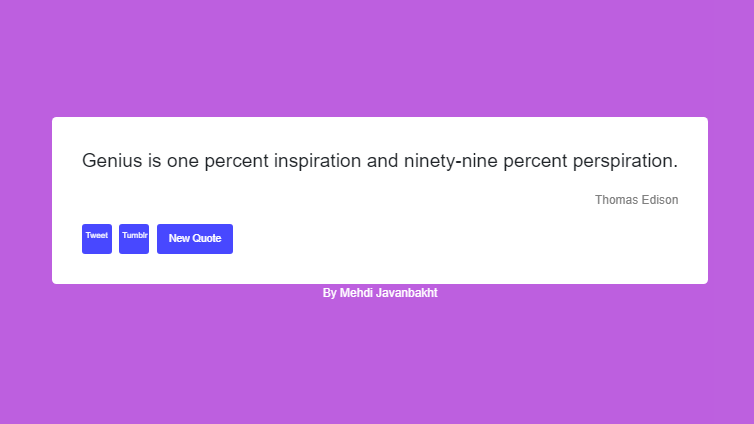 Genius is one percent inspiration and ninety-nine percent perspiration.
Thomas Edison
Tweet Tumblr New Quote
By Mehdi Javanbakht